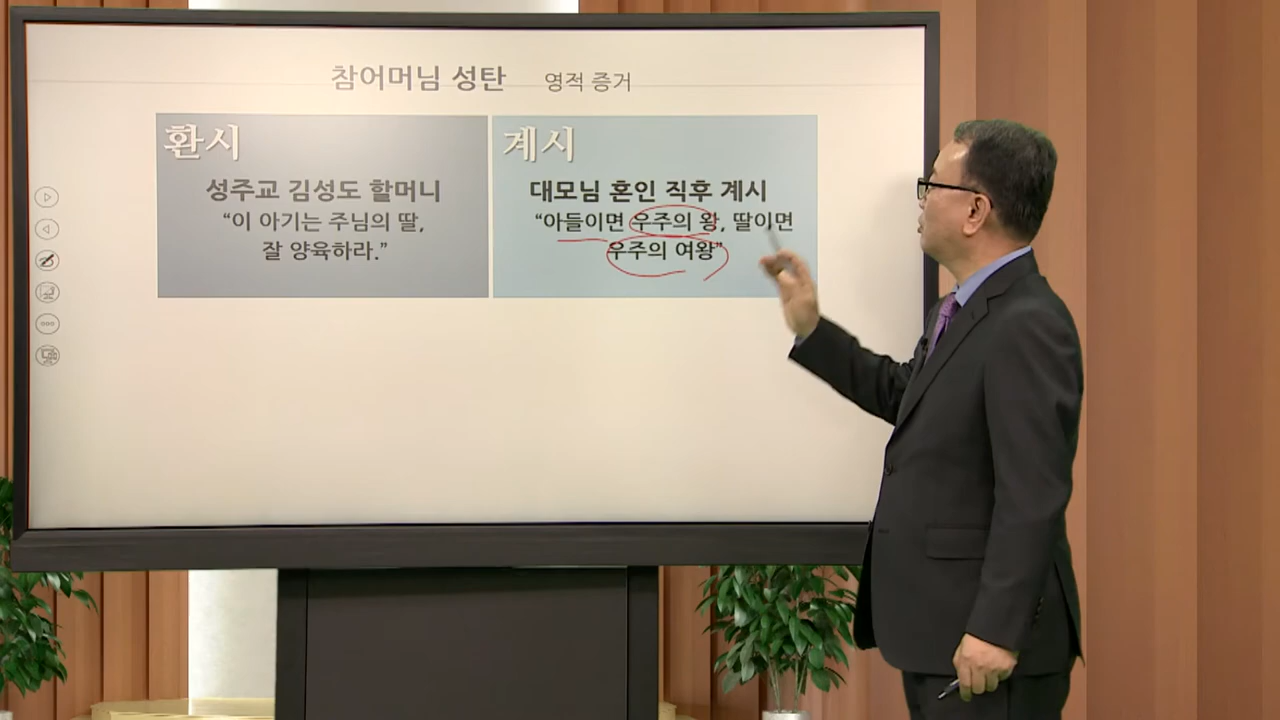 참어머님 성탄 영적 증거
환시
성주교 김성도 할머니
“이 아기는 주님의 딸,
잘 양육하라.”
계시
대모님 혼인 직후 계시
“아들이면 우주의 왕, 딸이면
우주의 여왕”